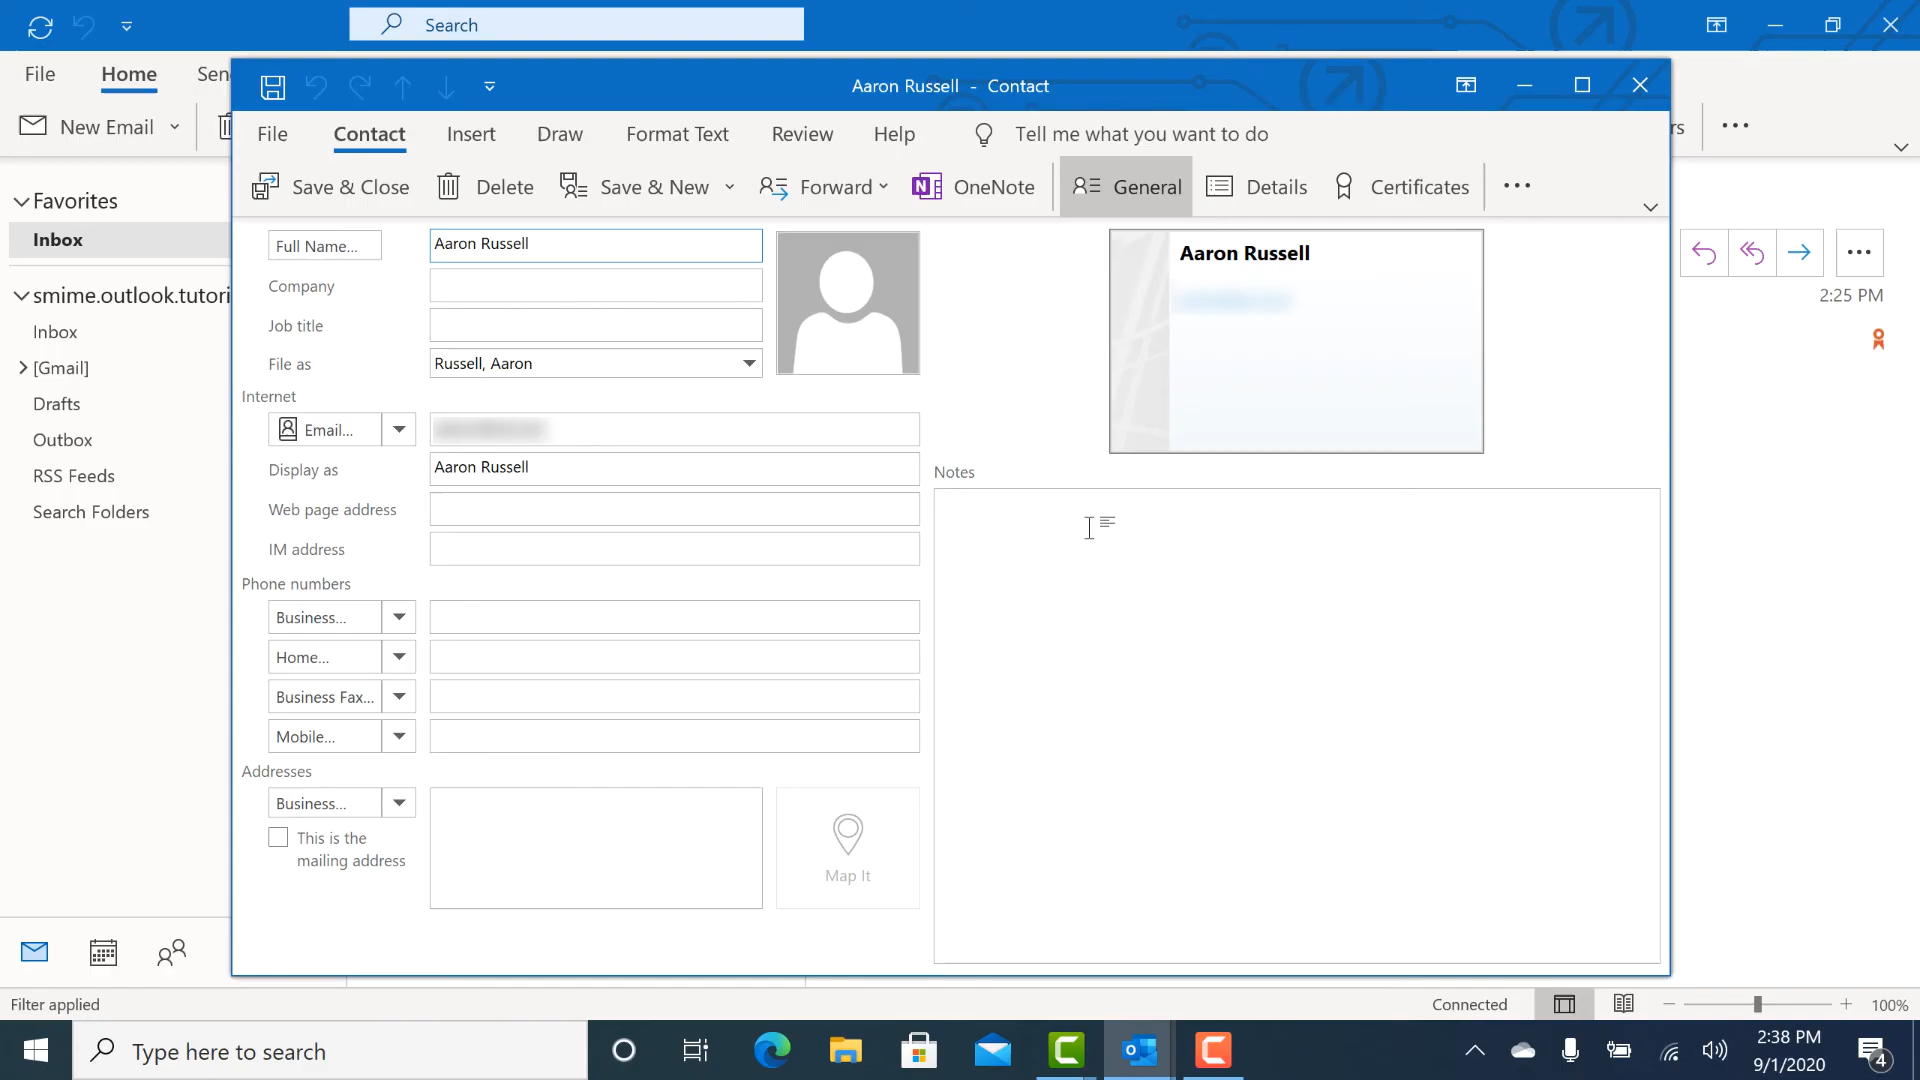 Search
File
Home
Sen
New Email
rs
Favorites
Inbox
smime.outlook.tutori
Inbox
[Gmail]
Drafts
Outbox
RSS Feeds
Search Folders
Aaron Russell - Contact
File
Contact
Insert
Draw
Format Text
Review
Help
Tell me what you want to do
Save & Close
Delete
Save & New
Forward
OneNote
General
Details
Certificates
Full Name...
Aaron Russell
Company
Job title
File as
Russell, Aaron
Internet
Email...
Display as
Aaron Russell
Web page address
IM address
Phone numbers
Business...
Home...
Business Fax...
Mobile...
Addresses
Business...
This is the
mailing address
Map It
Aaron Russell
Notes
2:25 PM
Filter applied
Connected
100%
Type here to search
2:38 PM
9/1/2020
4